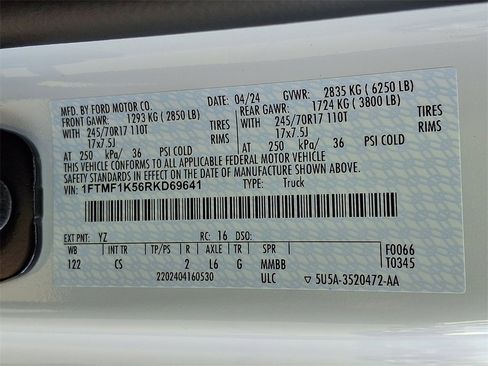 MFD. BY FORD MOTOR CO.
DATE: 04/24 GVWR: 2835 KG ( 6250 LB)
FRONT GAWR: 1293 KG ( 2850 LB) REAR GAWR: 1724 KG ( 3800 LB)
WITH 245/70R17 110T TIRES WITH 245/70R17 110T TIRES
17x7.5J RIMS 17x7.5J RIMS
AT 250 kPa/ 36 PSI COLD AT 250 kPa/ 36 PSI COLD
THIS VEHICLE CONFORMS TO ALL APPLICABLE FEDERAL MOTOR VEHICLE
SAFETY STANDARDS IN EFFECT ON THE DATE OF MANUFACTURE SHOWN ABOVE.
VIN: 1FTMF1K56RKD69641 TYPE: Truck
EXT PNT: YZ RC: 16 DSO:
WB INT TR TP/PS R AXLE TR SPR F0066
122 CS 2 L6 G MMBB T0345
2202404160530 ULC ▽ 5U5A-3520472-AA